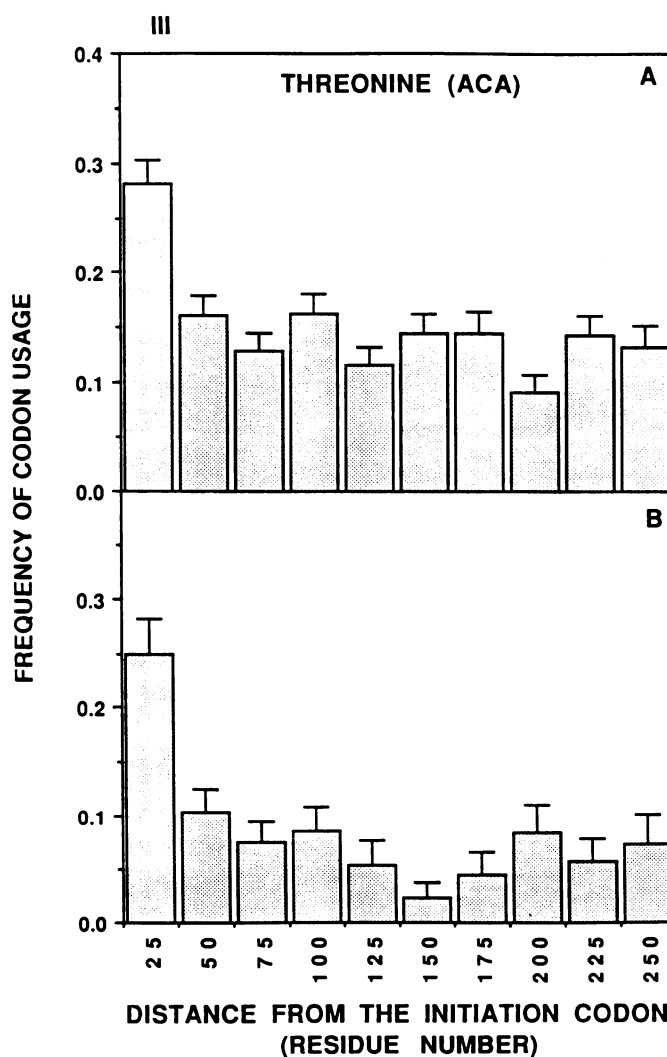 III
THREONINE (ACA)
A
0.4
0.3
0.2
0.1
0.0
B
0.3
0.2
0.1
0.0
FREQUENCY OF CODON USAGE
25 50 75 100 125 150 175 200 225 250
DISTANCE FROM THE INITIATION CODON
(RESIDUE NUMBER)